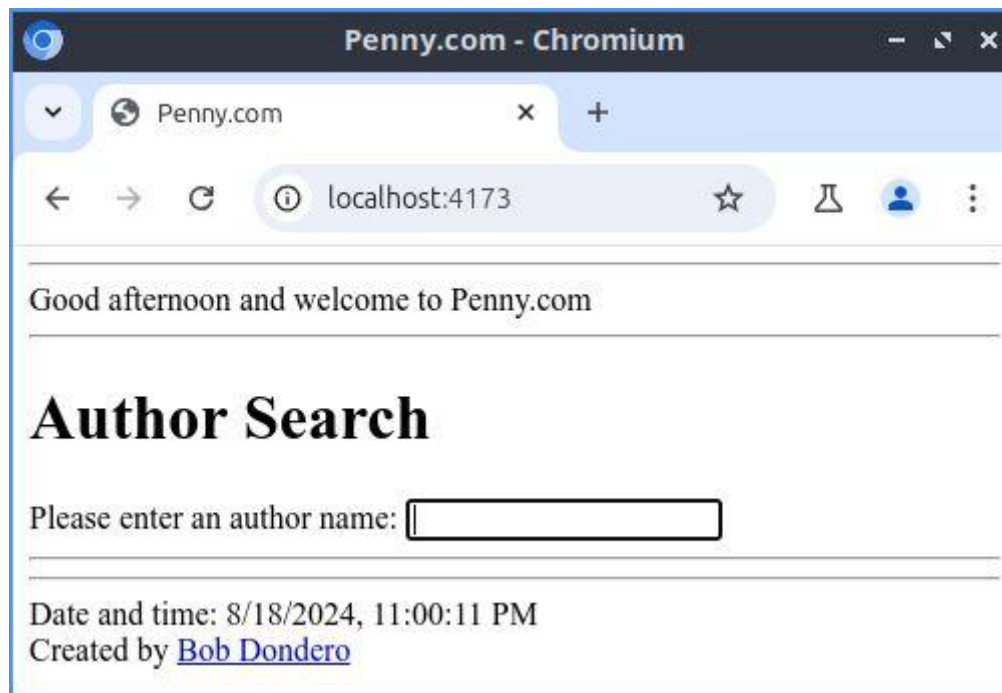 Penny.com - Chromium
Penny.com
localhost:4173
Good afternoon and welcome to Penny.com
Author Search
Please enter an author name:
Date and time: 8/18/2024, 11:00:11 PM
Created by Bob Dondero